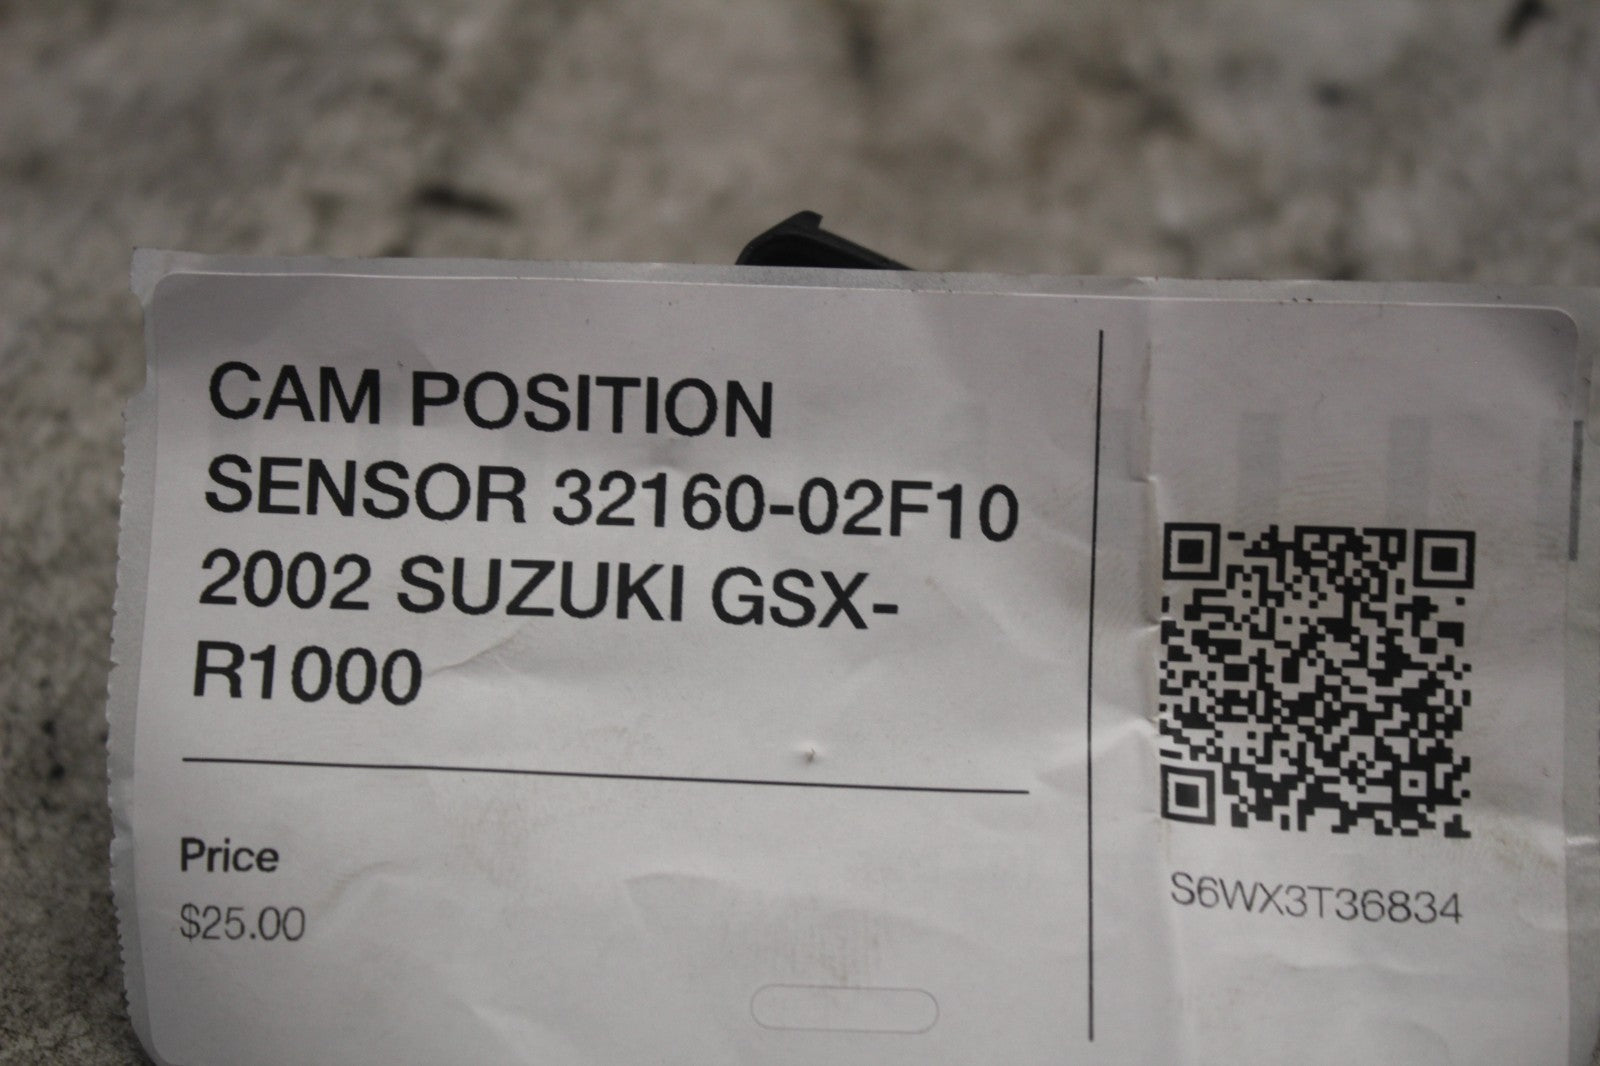 CAM POSITION
SENSOR 32160-02F10
2002 SUZUKI GSX-
R1000
Price
$25.00
S6WX3T36834